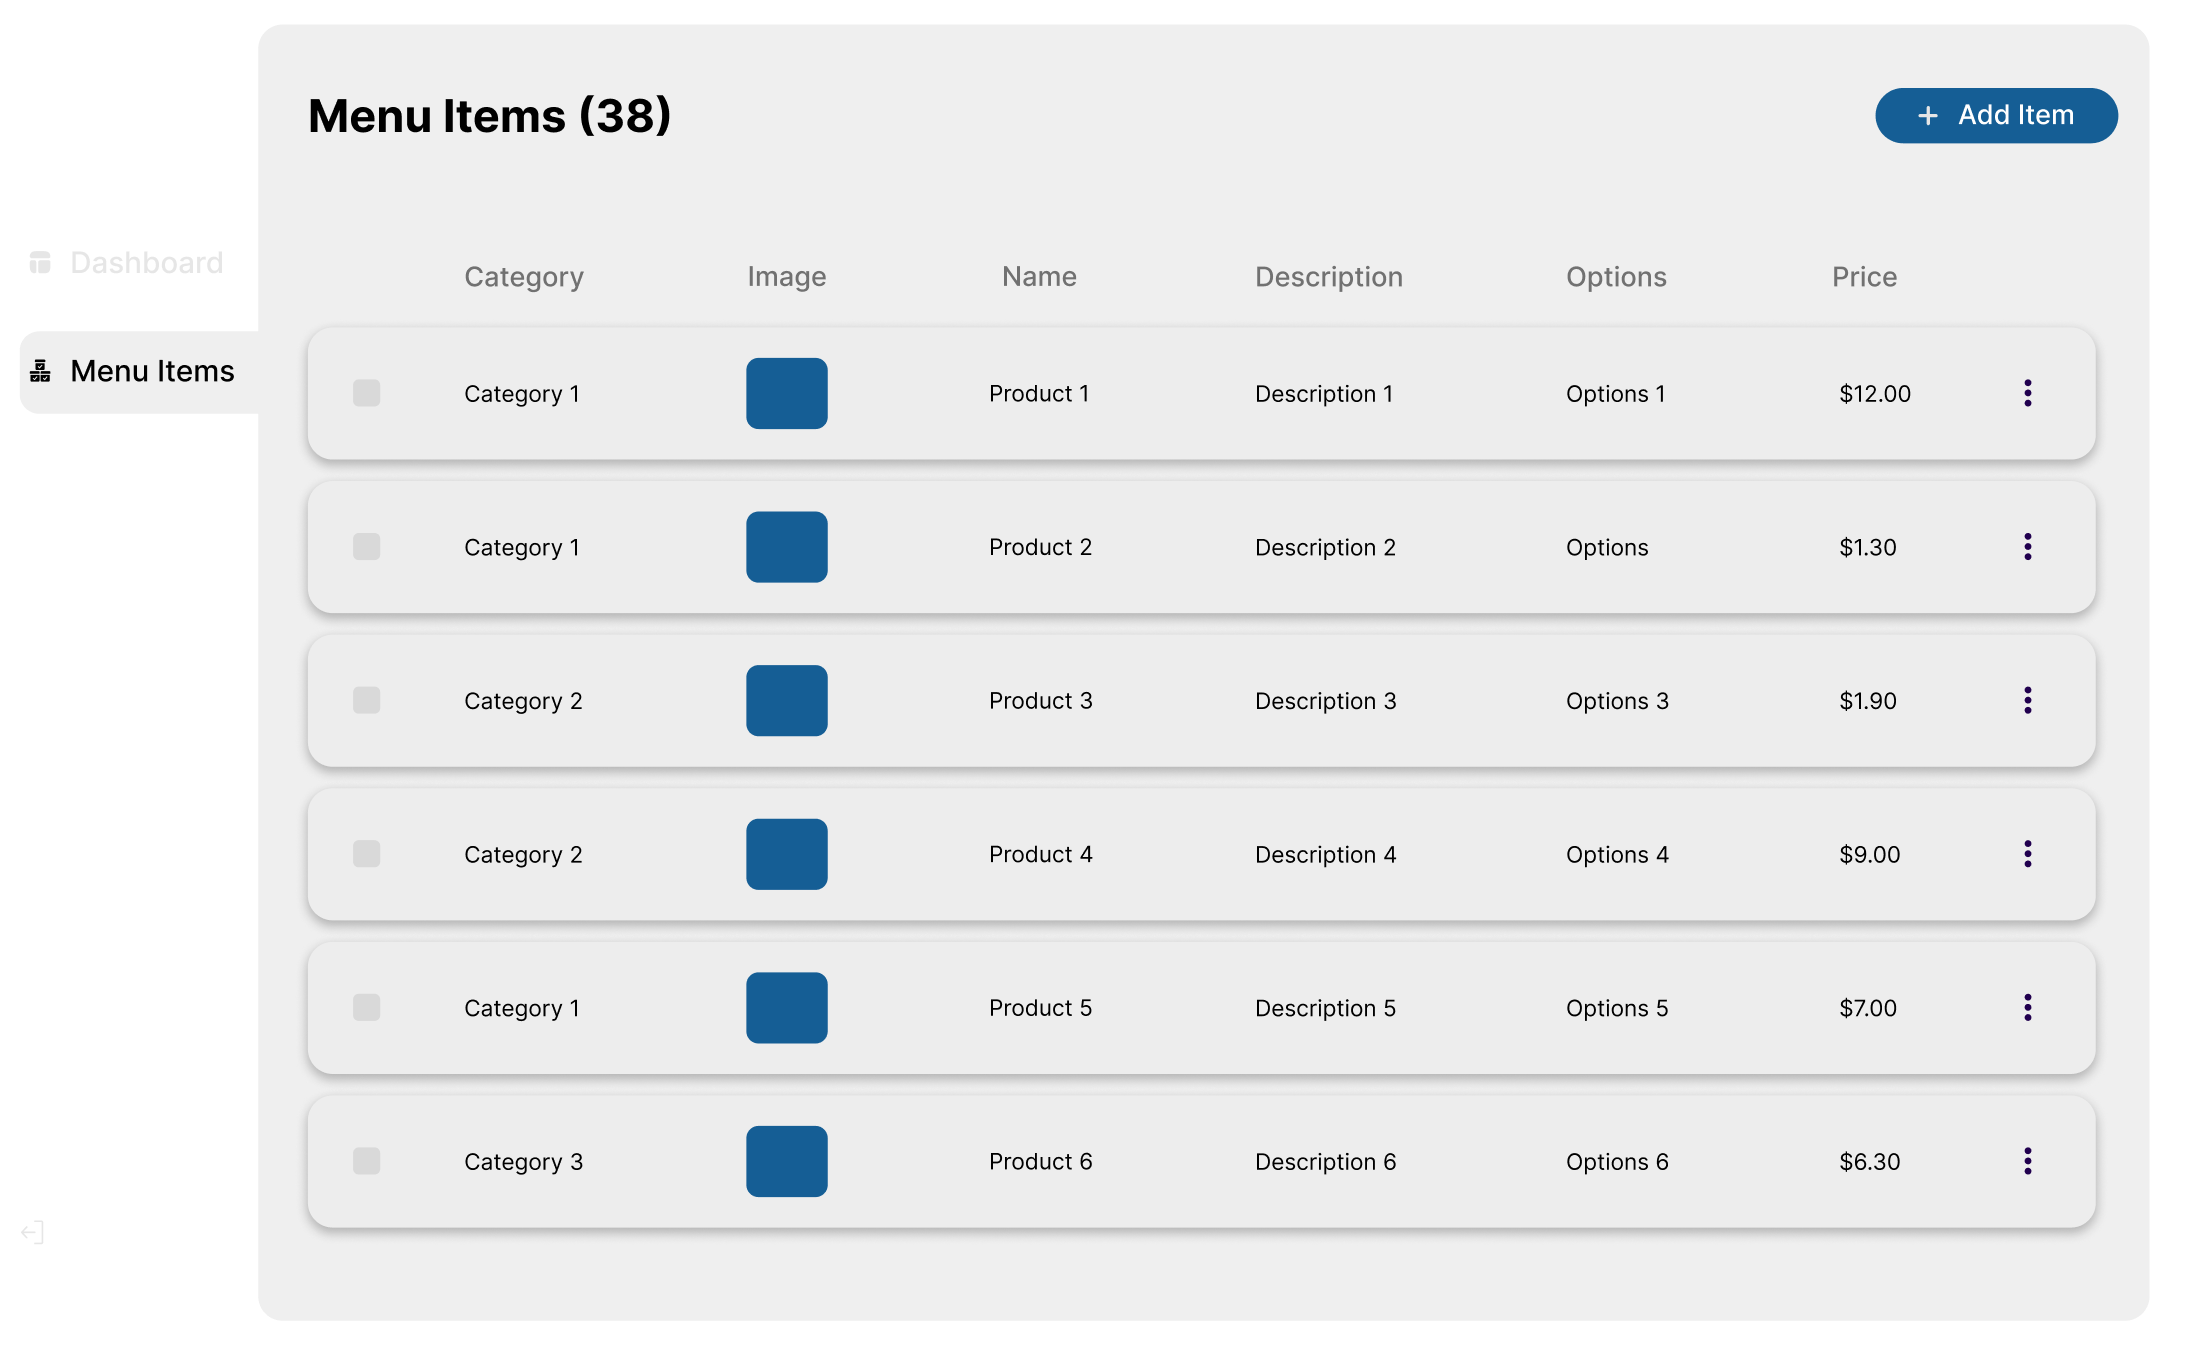 Menu Items (38)
+ Add Item
Dashboard
Menu Items
Category Image Name Description Options Price
Category 1 Product 1 Description 1 Options 1 $12.00
Category 1 Product 2 Description 2 Options $1.30
Category 2 Product 3 Description 3 Options 3 $1.90
Category 2 Product 4 Description 4 Options 4 $9.00
Category 1 Product 5 Description 5 Options 5 $7.00
Category 3 Product 6 Description 6 Options 6 $6.30